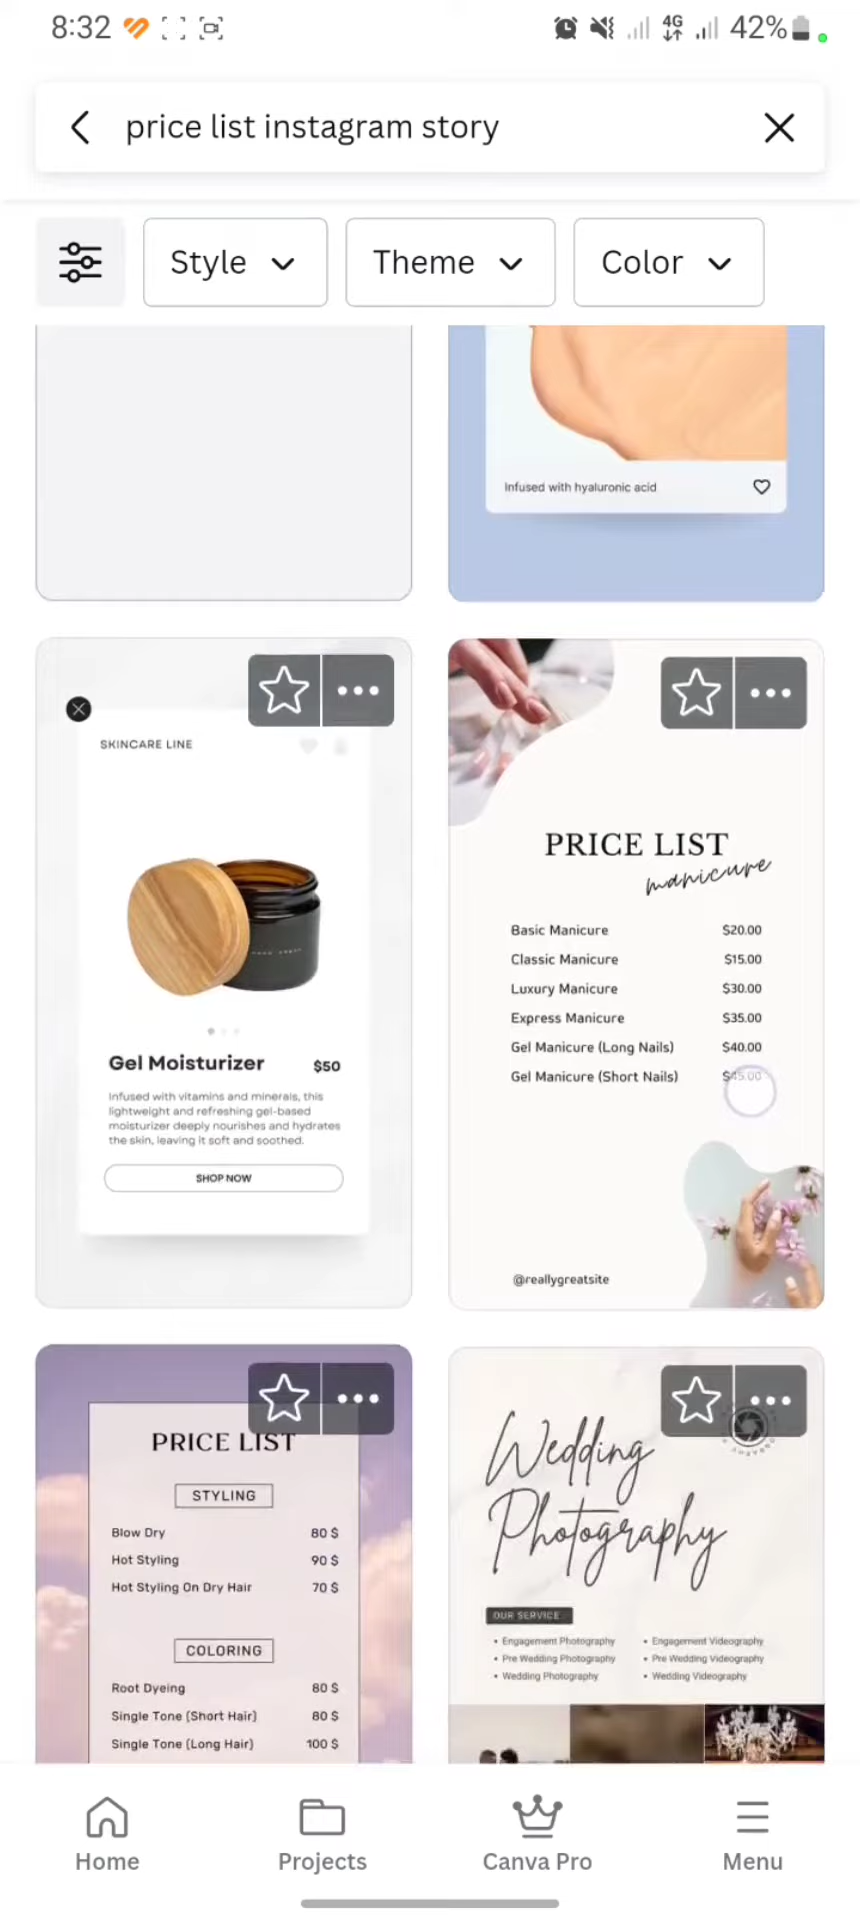 8:32
4G
42%
price list instagram story
Style
Theme
Color
Infused with hyaluronic acid
SKINCARE LINE
Gel Moisturizer
$50
Infused with vitamins and minerals, this
lightweight and refreshing gel-based
moisturizer deeply nourishes and hydrates
the skin, leaving it soft and soothed.
SHOP NOW
PRICE LIST
manicure
Basic Manicure $20.00
Classic Manicure $15.00
Luxury Manicure $30.00
Express Manicure $35.00
Gel Manicure (Long Nails) $40.00
Gel Manicure (Short Nails) $45.00
@reallygreatsite
PRICE LIST
STYLING
Blow Dry 80 $
Hot Styling 90 $
Hot Styling On Dry Hair 70 $
COLORING
Root Dyeing 80 $
Single Tone (Short Hair) 80 $
Single Tone (Long Hair) 100 $
Wedding
Photography
OUR SERVICE
• Engagement Photography
• Pre Wedding Photography
• Wedding Photography
• Engagement Videography
• Pre Wedding Videography
• Wedding Videography
Home
Projects
Canva Pro
Menu